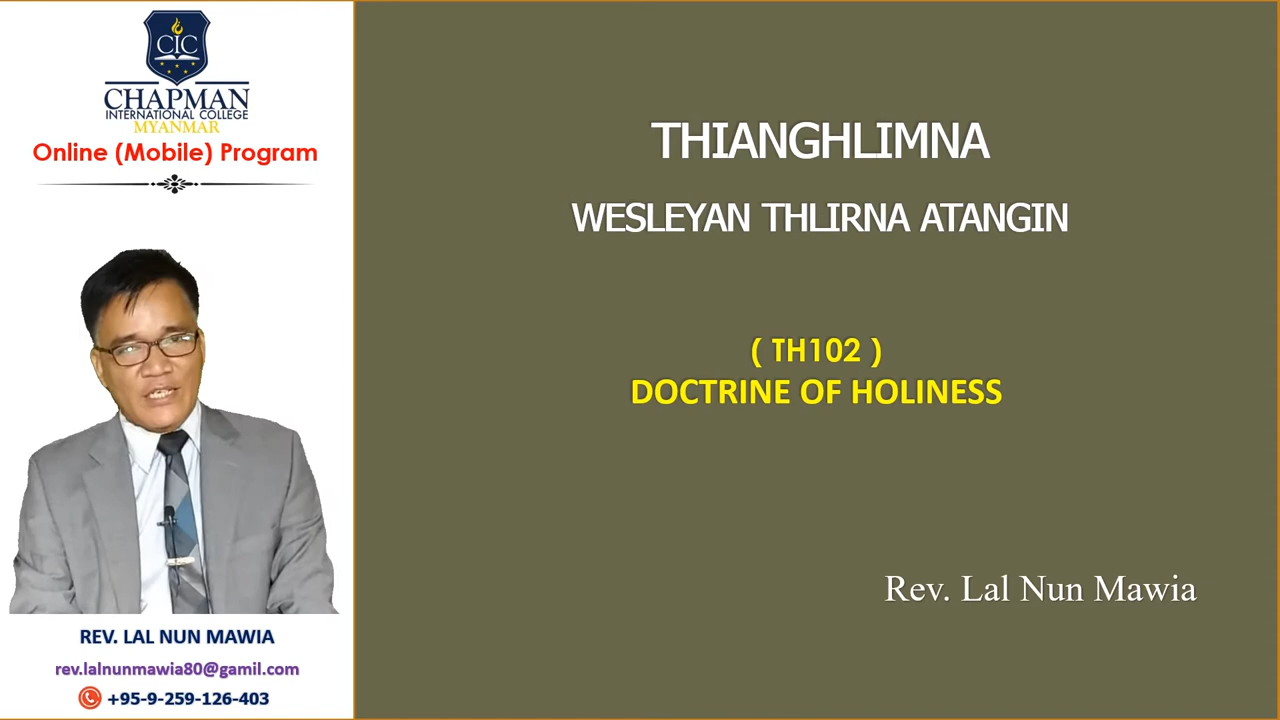 CIC
CHAPMAN
INTERNATIONAL COLLEGE
MYANMAR
Online (Mobile) Program
REV. LAL NUN MAWIA
rev.lalnunmawia80@gamil.com
+95-9-259-126-403
THIANGHLIMNA
WESLEYAN THLIRNA ATANGIN
( TH102 )
DOCTRINE OF HOLINESS
Rev. Lal Nun Mawia